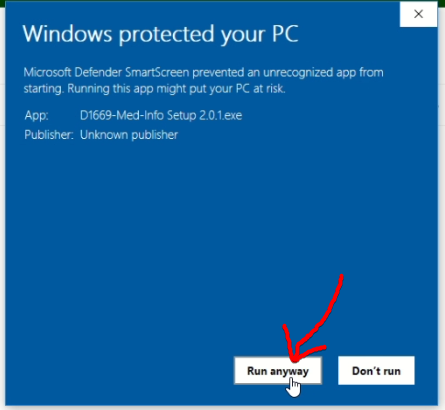 Windows protected your PC
Microsoft Defender SmartScreen prevented an unrecognized app from
starting. Running this app might put your PC at risk.
App: D1669-Med-Info Setup 2.0.1.exe
Publisher: Unknown publisher
Run anyway Don't run